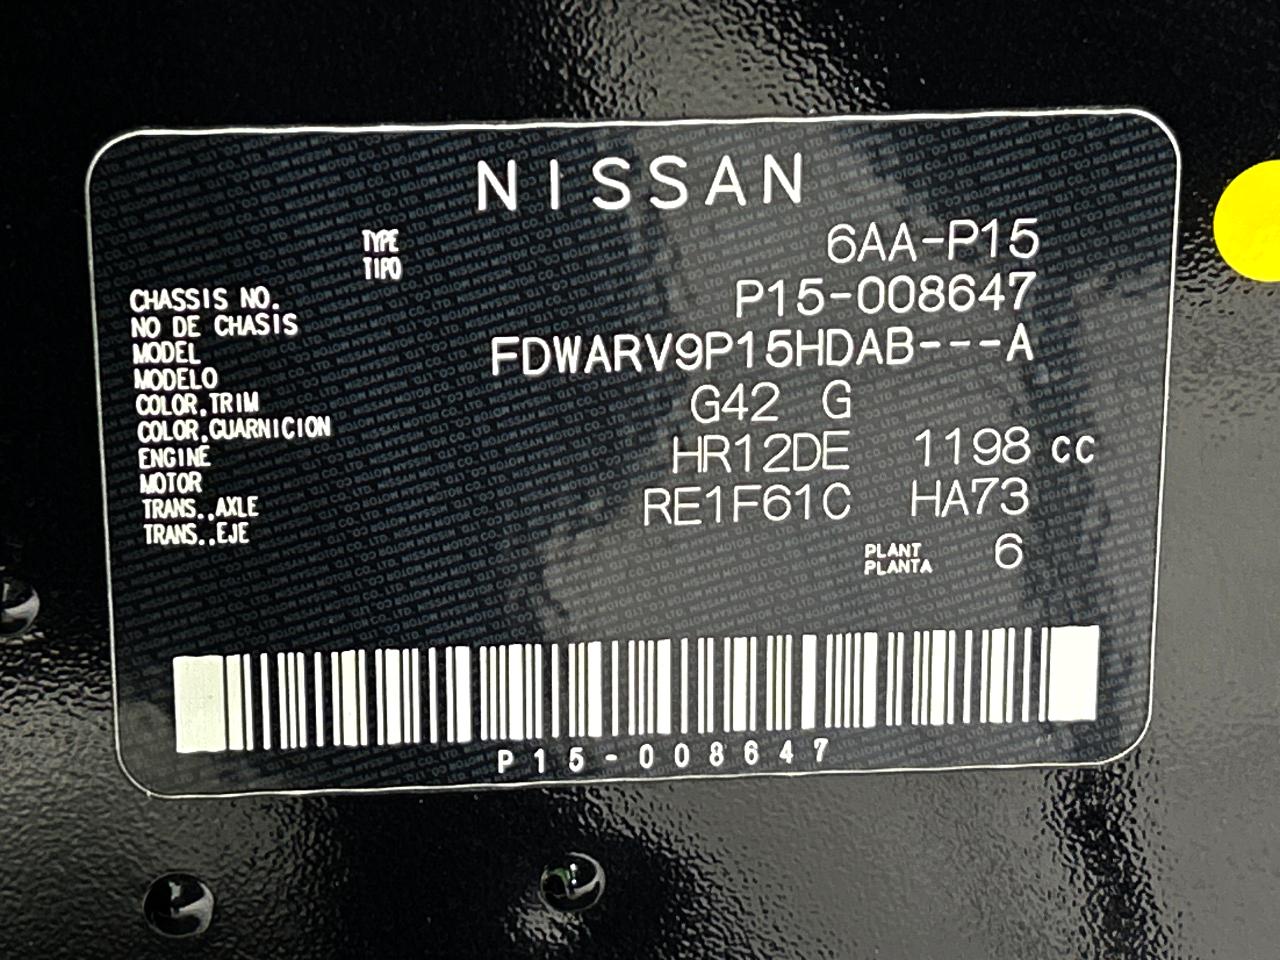 NISSAN
TYPE 6AA-P15
TIPO
CHASSIS NO. P15-008647
NO DE CHASIS
MODEL FDWARV9P15HDAB---A
MODELO
COLOR,TRIM G42 G
COLOR,GUARNICION
ENGINE HR12DE 1198 cc
MOTOR
TRANS.,AXLE RE1F61C HA73
TRANS.,EJE
PLANT 6
PLANTA
P15-008647